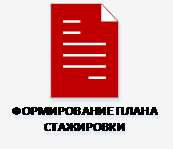 ФОРМИРОВАНИЕ ПЛАНА
СТАЖИРОВКИ